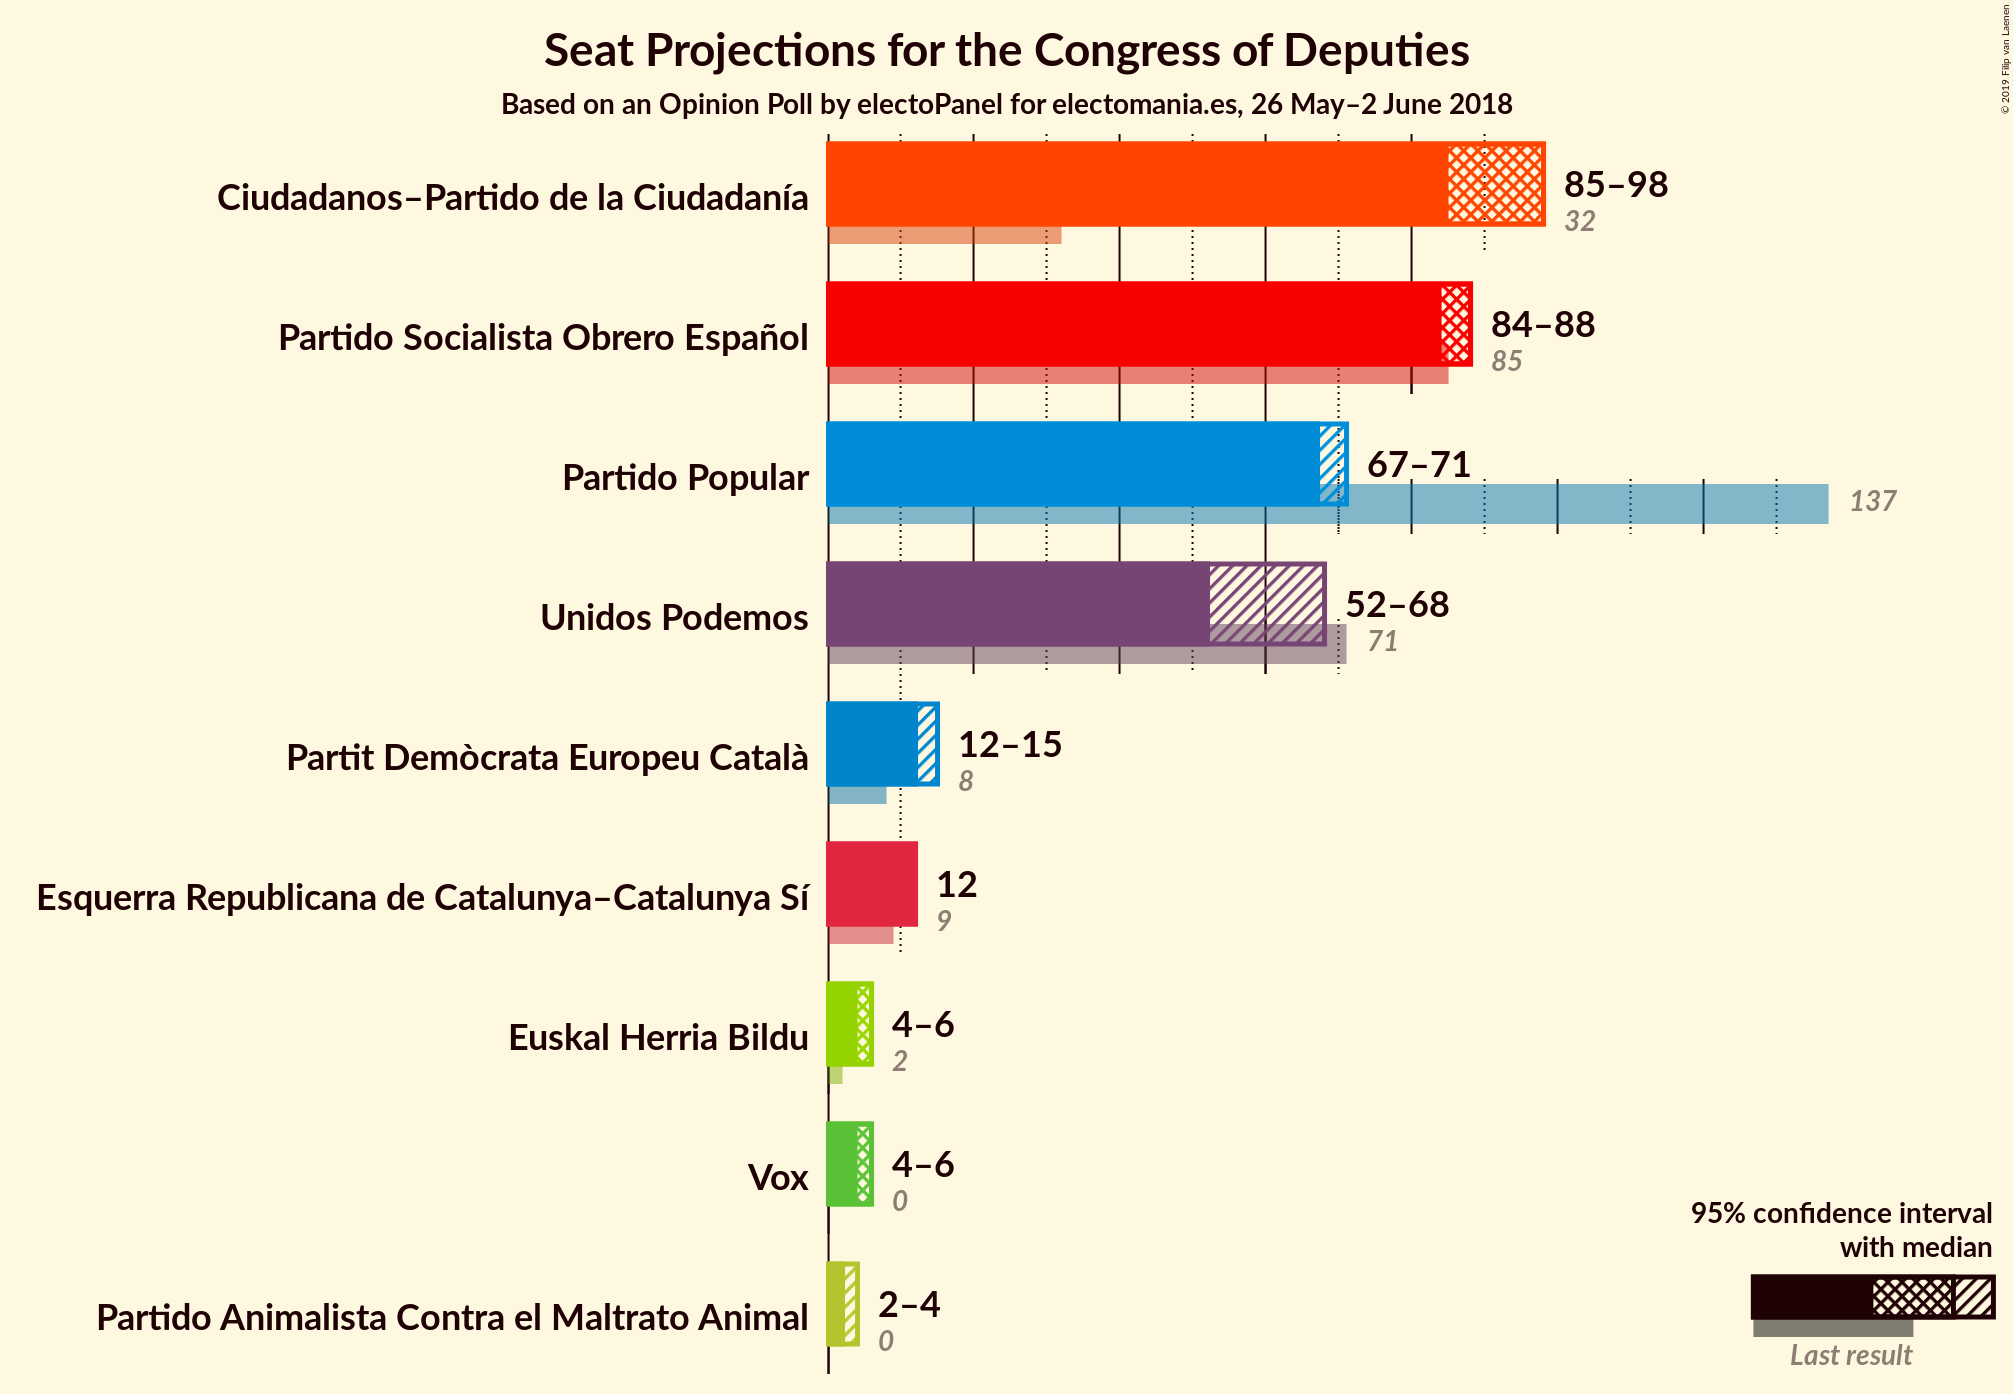 Seat Projections for the Congress of Deputies
Based on an Opinion Poll by electoPanel for electomania.es, 26 May–2 June 2018
© 2019 Filip van Laenen
Ciudadanos–Partido de la Ciudadanía
85–98
32
Partido Socialista Obrero Español
84–88
85
Partido Popular
67–71
137
Unidos Podemos
52–68
71
Partit Demòcrata Europeu Català
12–15
8
Esquerra Republicana de Catalunya–Catalunya Sí
12
9
Euskal Herria Bildu
4–6
2
Vox
4–6
0
Partido Animalista Contra el Maltrato Animal
2–4
0
95% confidence interval
with median
Last result